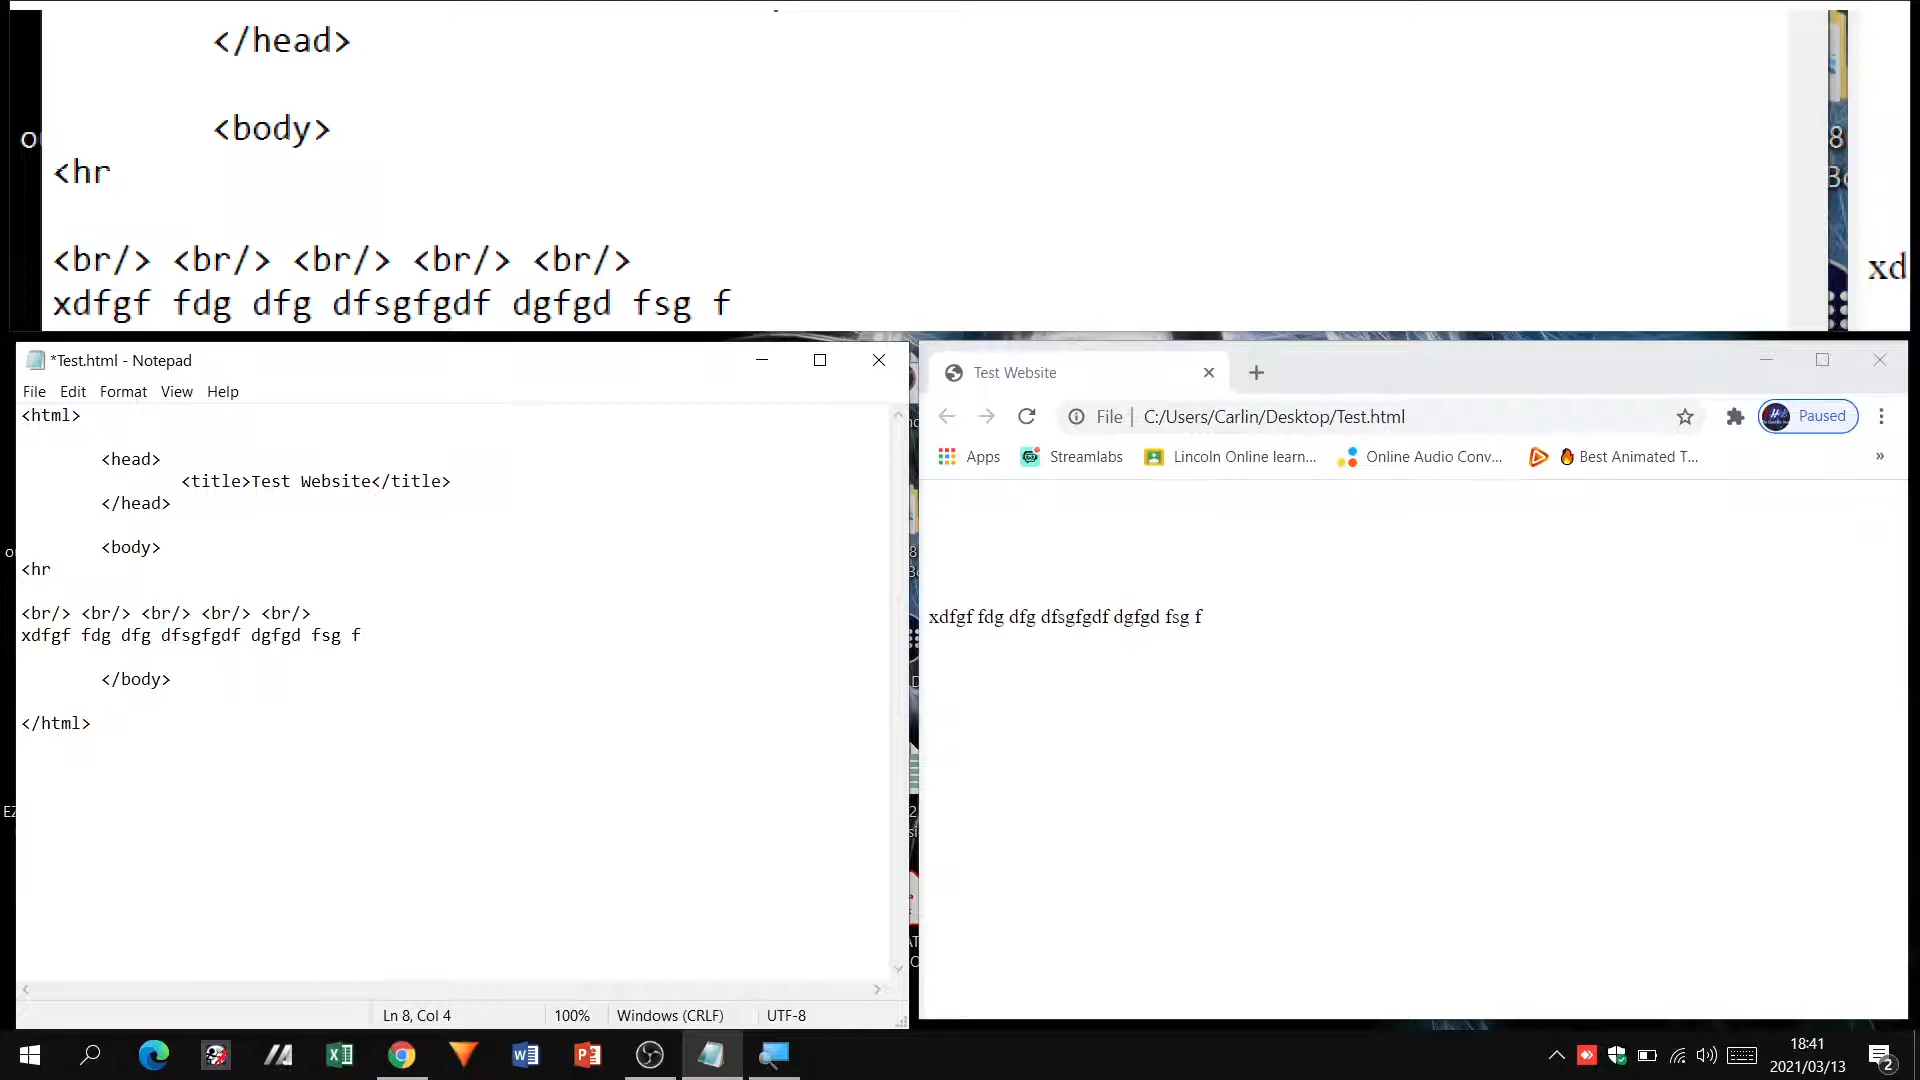 </head>
<body>
<hr
<br/> <br/> <br/> <br/> <br/>
xdfgf fdg dfg dfsgfgdf dgfgd fsg f
8
xd
*Test.html - Notepad
File Edit Format View Help
<html>
<head>
<title>Test Website</title>
</head>
<body>
<hr
<br/> <br/> <br/> <br/> <br/>
xdfgf fdg dfg dfsgfgdf dgfgd fsg f
</body>
</html>
Ln 8, Col 4 100% Windows (CRLF) UTF-8
Test Website
File C:/Users/Carlin/Desktop/Test.html Paused
Apps Streamlabs Lincoln Online learn... Online Audio Conv... Best Animated T... »
xdfgf fdg dfg dfsgfgdf dgfgd fsg f
18:41
2021/03/13
2